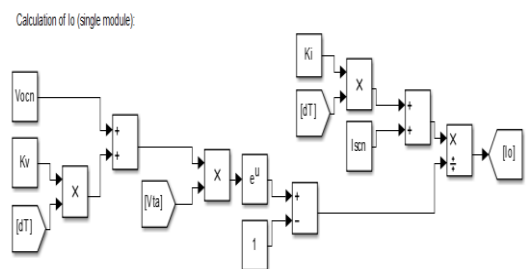 Calculation of Io (single module):
Ki
Vocn
X
[dT]
+
+
+
+
Iscn
X
÷
[Io]
Kv
X
[dT]
X
e^u
[Vta]
+
-
1